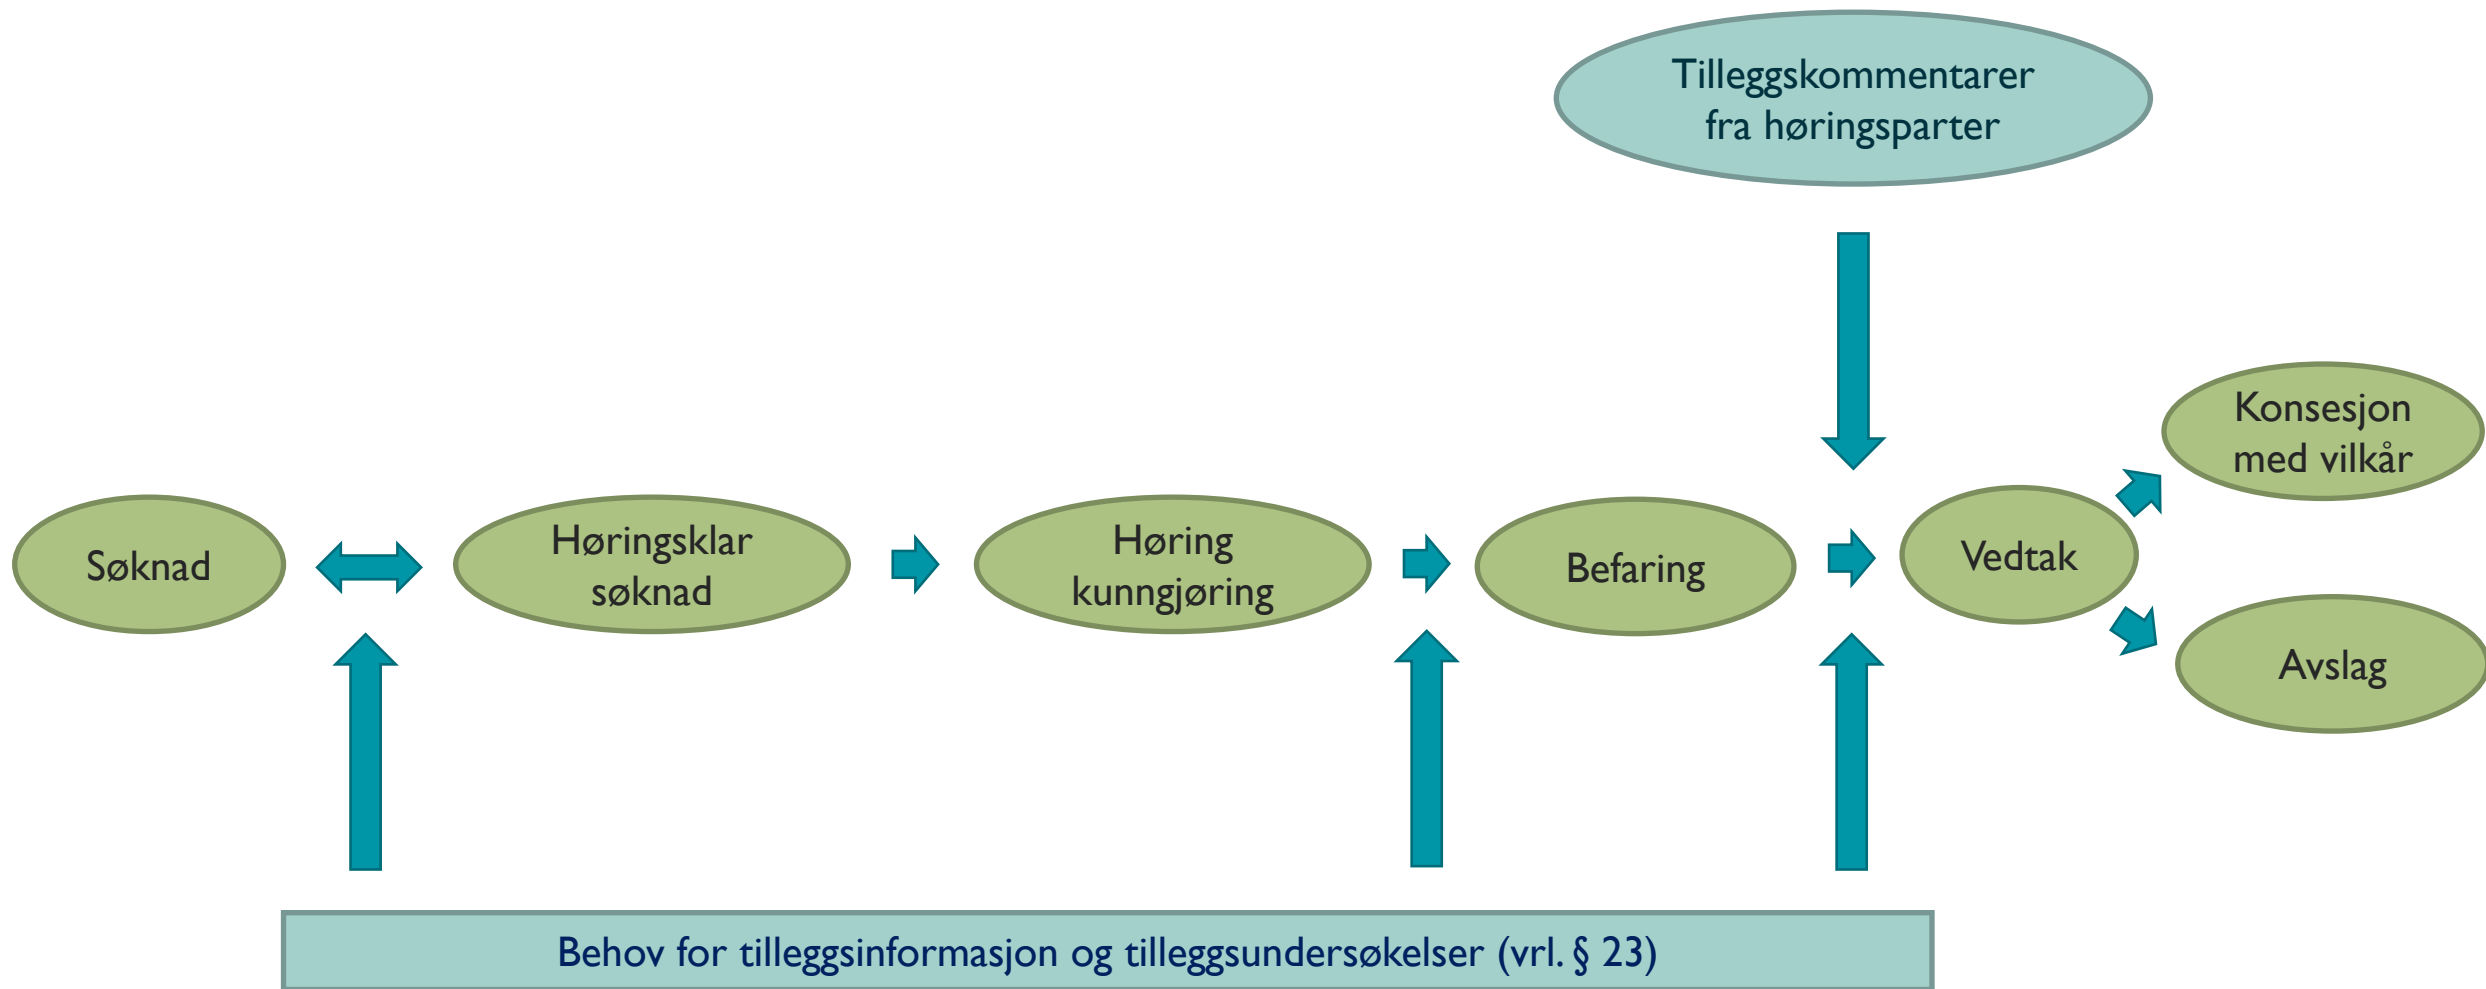 Tilleggskommentarer
fra høringsparter
Konsesjon
med vilkår
Søknad
Høringsklar
søknad
Høring
kunngjøring
Befaring
Vedtak
Avslag
Behov for tilleggsinformasjon og tilleggsundersøkelser (vrl. § 23)